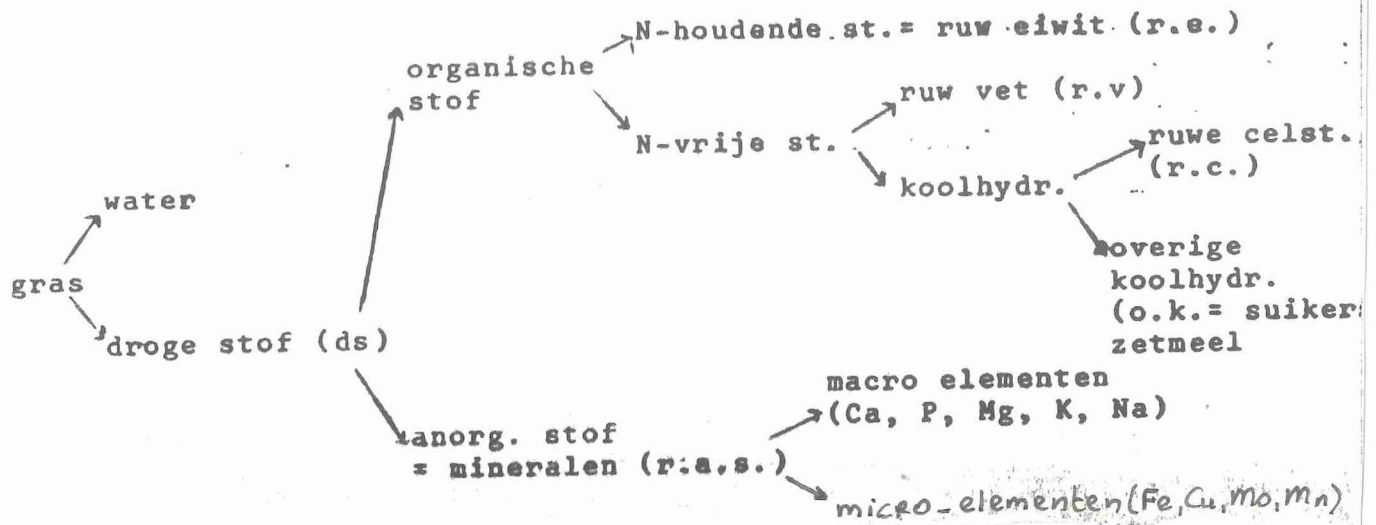 N-houdende st.= ruw eiwit (r.e.)
organische
stof
ruw vet (r.v)
N-vrije st.
ruwe celst.
(r.c.)
koolhydr.
water
overige
koolhydr.
(o.k.= suiker
zetmeel
gras
droge stof (ds)
macro elementen
(Ca, P, Mg, K, Na)
anorg. stof
= mineralen (r.a.s.)
micro-elementen(Fe,Cu,Mo,Mn)